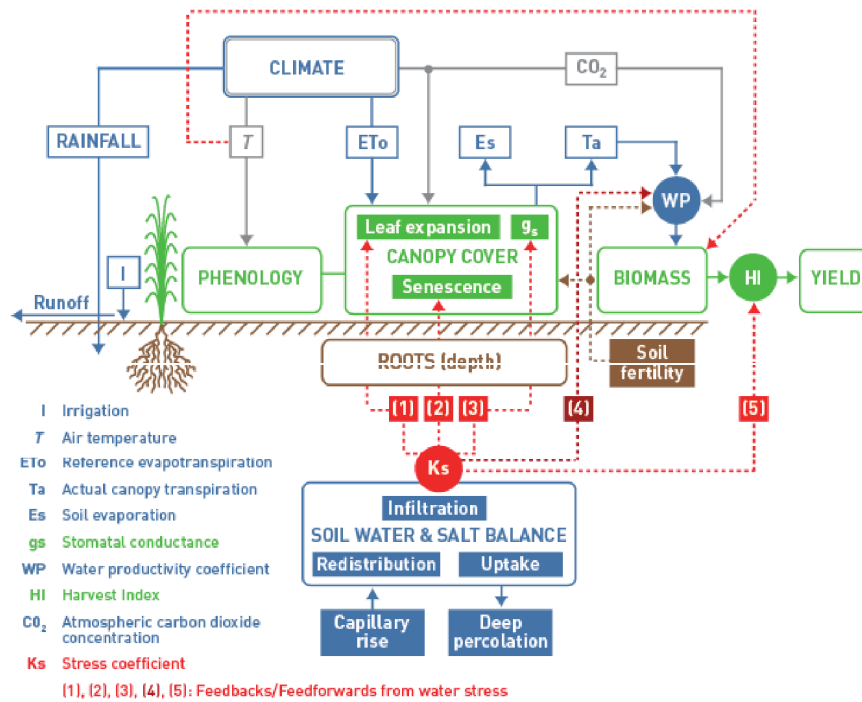 CLIMATE
CO₂
RAINFALL
T
ETo
Es
Ta
WP
Leaf expansion
gs
I
PHENOLOGY
CANOPY COVER
BIOMASS
HI
YIELD
Senescence
Runoff
ROOTS (depth)
Soil
fertility
(1)
(2)
(3)
(4)
(5)
Ks
Infiltration
SOIL WATER & SALT BALANCE
Redistribution
Uptake
Capillary
rise
Deep
percolation
I Irrigation
T Air temperature
ETo Reference evapotranspiration
Ta Actual canopy transpiration
Es Soil evaporation
gs Stomatal conductance
WP Water productivity coefficient
HI Harvest Index
CO₂ Atmospheric carbon dioxide
concentration
Ks Stress coefficient
(1), (2), (3), (4), (5): Feedbacks/Feedforwards from water stress